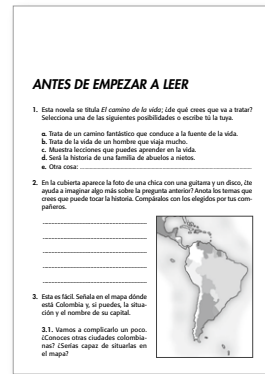 ANTES DE EMPEZAR A LEER
1. Esta novela se titula El camino de la vida; ¿de qué crees que va a tratar?
Selecciona una de las siguientes posibilidades o escribe tú la tuya.
a. Trata de un camino fantástico que conduce a la fuente de la vida.
b. Trata de la vida de un hombre que viaja mucho.
c. Muestra lecciones que puedes aprender en la vida.
d. Será la historia de una familia de abuelos a nietos.
e. Otra cosa:
2. En la cubierta aparece la foto de una chica con una guitarra y un disco, ¿te
ayuda a imaginar algo más sobre la pregunta anterior? Anota los temas que
crees que puede tocar la historia. Compáralos con los elegidos por tus com-
pañeros.
3. Esta es fácil. Señala en el mapa dónde
está Colombia y, si puedes, la situa-
ción y el nombre de su capital.
3.1. Vamos a complicarlo un poco.
¿Conoces otras ciudades colombia-
nas? ¿Serías capaz de situarlas en
el mapa?